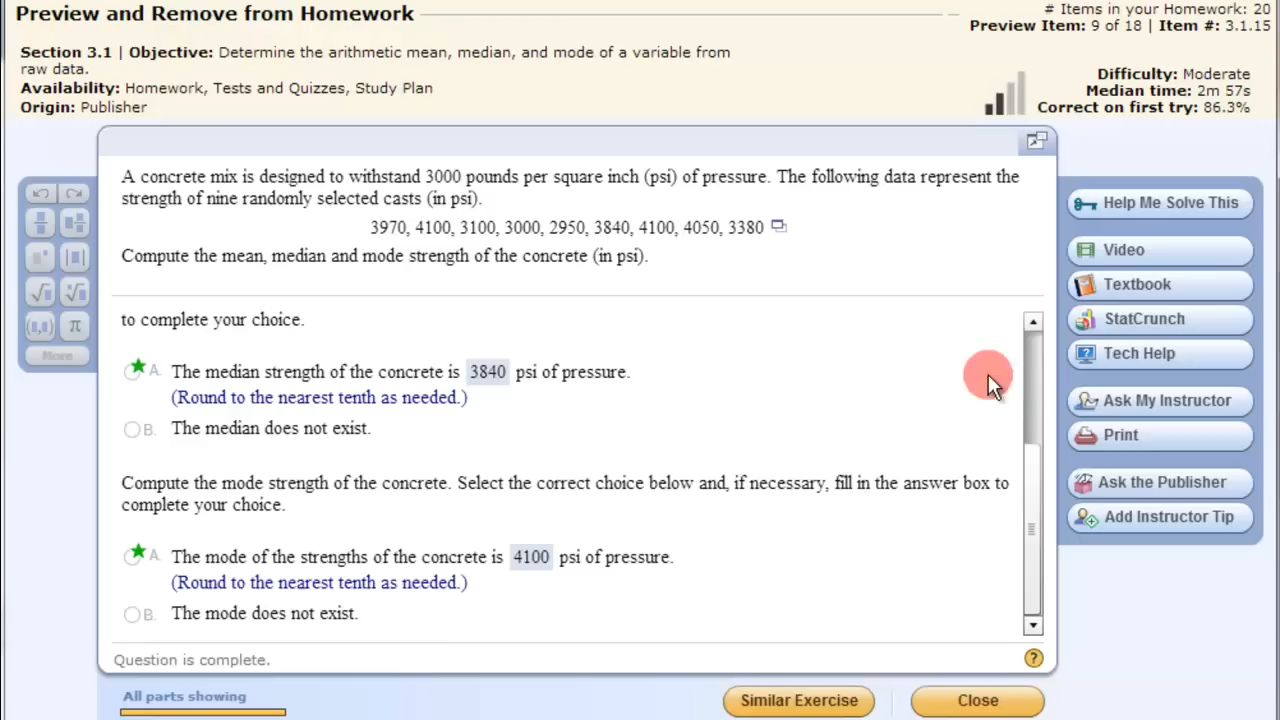 Preview and Remove from Homework
# Items in your Homework: 20
Preview Item: 9 of 18 | Item #: 3.1.15
Section 3.1 | Objective: Determine the arithmetic mean, median, and mode of a variable from
raw data.
Availability: Homework, Tests and Quizzes, Study Plan
Origin: Publisher
Difficulty: Moderate
Median time: 2m 57s
Correct on first try: 86.3%
A concrete mix is designed to withstand 3000 pounds per square inch (psi) of pressure. The following data represent the
strength of nine randomly selected casts (in psi).
3970, 4100, 3100, 3000, 2950, 3840, 4100, 4050, 3380
Compute the mean, median and mode strength of the concrete (in psi).
to complete your choice.
A. The median strength of the concrete is 3840 psi of pressure.
(Round to the nearest tenth as needed.)
B. The median does not exist.
Compute the mode strength of the concrete. Select the correct choice below and, if necessary, fill in the answer box to
complete your choice.
A. The mode of the strengths of the concrete is 4100 psi of pressure.
(Round to the nearest tenth as needed.)
B. The mode does not exist.
Question is complete.
?
All parts showing
Similar Exercise
Close
(▪,▪)
π
More
Help Me Solve This
Video
Textbook
StatCrunch
Tech Help
Ask My Instructor
Print
Ask the Publisher
Add Instructor Tip